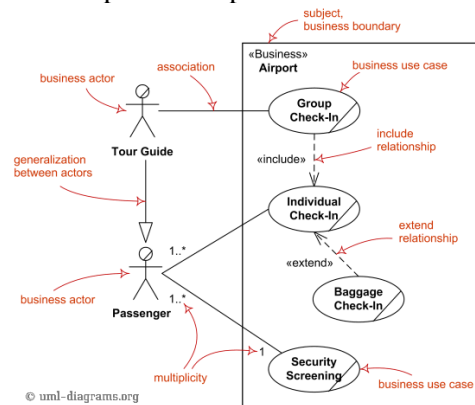 subject,
business boundary
«Business»
Airport
business use case
association
business actor
Group
Check-In
Tour Guide
include
relationship
«include»
generalization
between actors
Individual
Check-In
extend
relationship
1..*
«extend»
business actor
Baggage
Check-In
1..*
Passenger
multiplicity
1
Security
Screening
business use case
© uml-diagrams.org